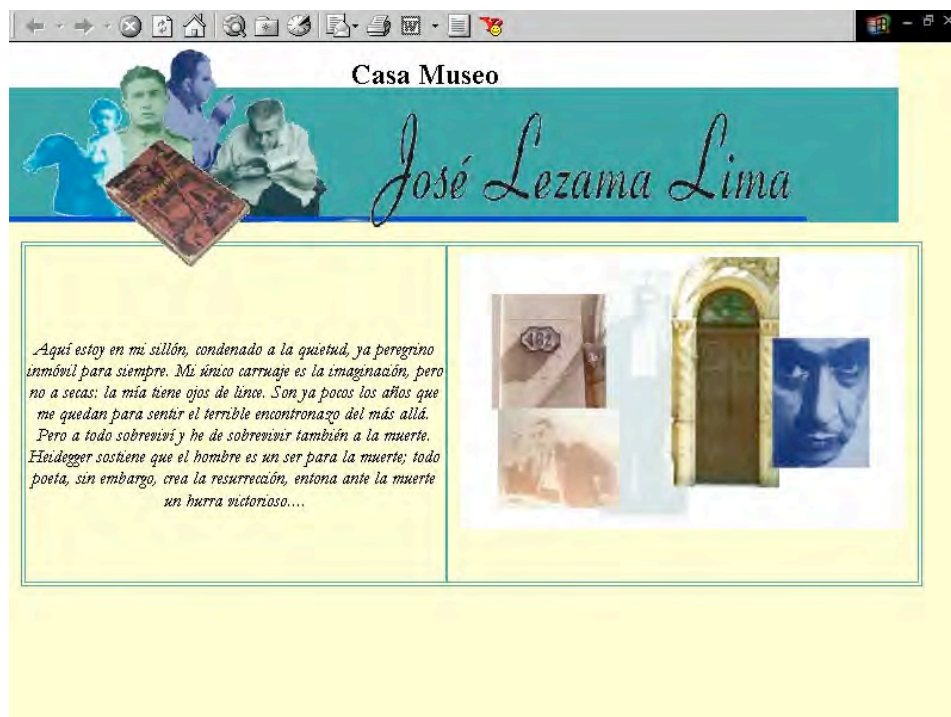 Casa Museo
José Lezama Lima
Aquí estoy en mi sillón, condenado a la quietud, ya peregrino
inmóvil para siempre. Mi único carruaje es la imaginación, pero
no a secas: la mía tiene ojos de lince. Son ya pocos los años que
me quedan para sentir el terrible encontronazo del más allá.
Pero a todo sobreviví y he de sobrevivir también a la muerte.
Heidegger sostiene que el hombre es un ser para la muerte; todo
poeta, sin embargo, crea la resurrección, entona ante la muerte
un hurra victorioso....
162